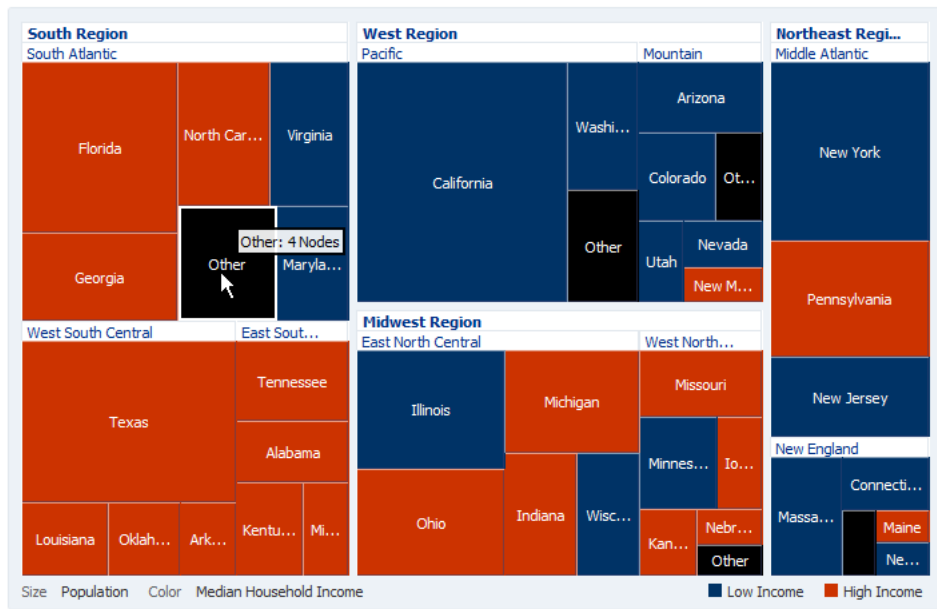 South Region
South Atlantic
Florida
North Car...
Virginia
Georgia
Other
Maryla...
Other: 4 Nodes
West South Central
East Sout...
Texas
Tennessee
Alabama
Louisiana
Oklah...
Ark...
Kentu...
Mi...
West Region
Pacific
Mountain
California
Washi...
Other
Arizona
Colorado
Ot...
Utah
Nevada
New M...
Midwest Region
East North Central
West North...
Illinois
Michigan
Ohio
Indiana
Wisc...
Missouri
Minnes...
Io...
Kan...
Nebr...
Other
Northeast Regi...
Middle Atlantic
New York
Pennsylvania
New Jersey
New England
Massa...
Connecti...
Maine
Ne...
Size Population Color Median Household Income
Low Income High Income